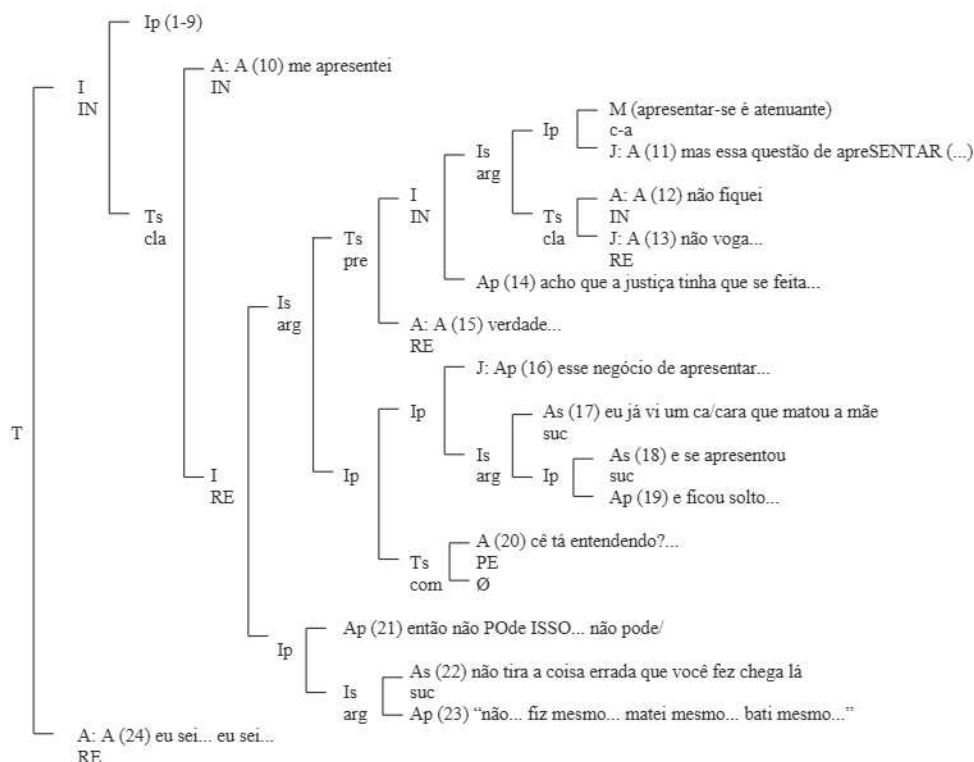 Ip (1-9)
I
IN
A: A (10) me apresentei
IN
M (apresentar-se é atenuante)
c-a
Ip
J: A (11) mas essa questão de apreSENTAR (...)
Is
arg
Ts
cla
I
IN
A: A (12) não fiquei
IN
Ts
cla
J: A (13) não voga...
RE
Ts
pre
Ap (14) acho que a justiça tinha que se feita...
Is
arg
A: A (15) verdade...
RE
J: Ap (16) esse negócio de apresentar...
Ip
As (17) eu já vi um ca/cara que matou a mãe
suc
T
Is
arg
As (18) e se apresentou
suc
Ip
Ip
I
RE
Ap (19) e ficou solto...
A (20) cê tá entendendo?...
PE
Ts
com
Ø
Ap (21) então não POde ISSO... não pode/
Ip
As (22) não tira a coisa errada que você fez chega lá
suc
Is
arg
Ap (23) “não... fiz mesmo... matei mesmo... bati mesmo...”
A: A (24) eu sei... eu sei...
RE